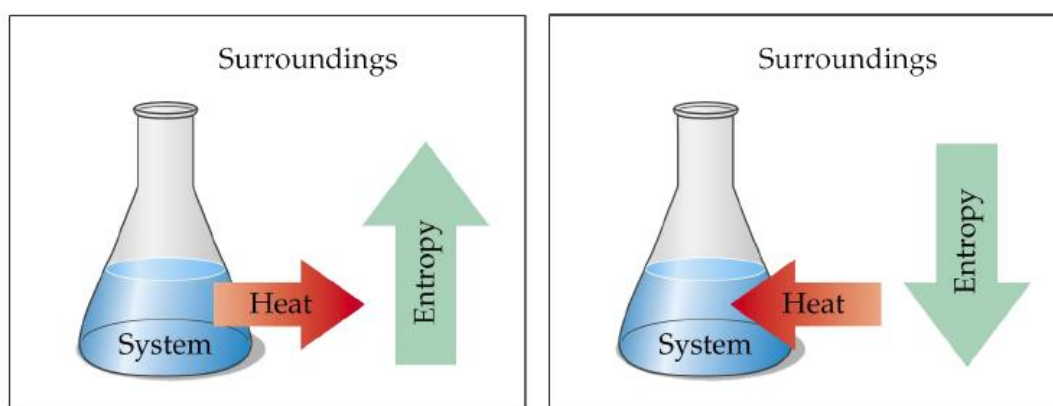 Surroundings
Heat
Entropy
System
Surroundings
Heat
Entropy
System